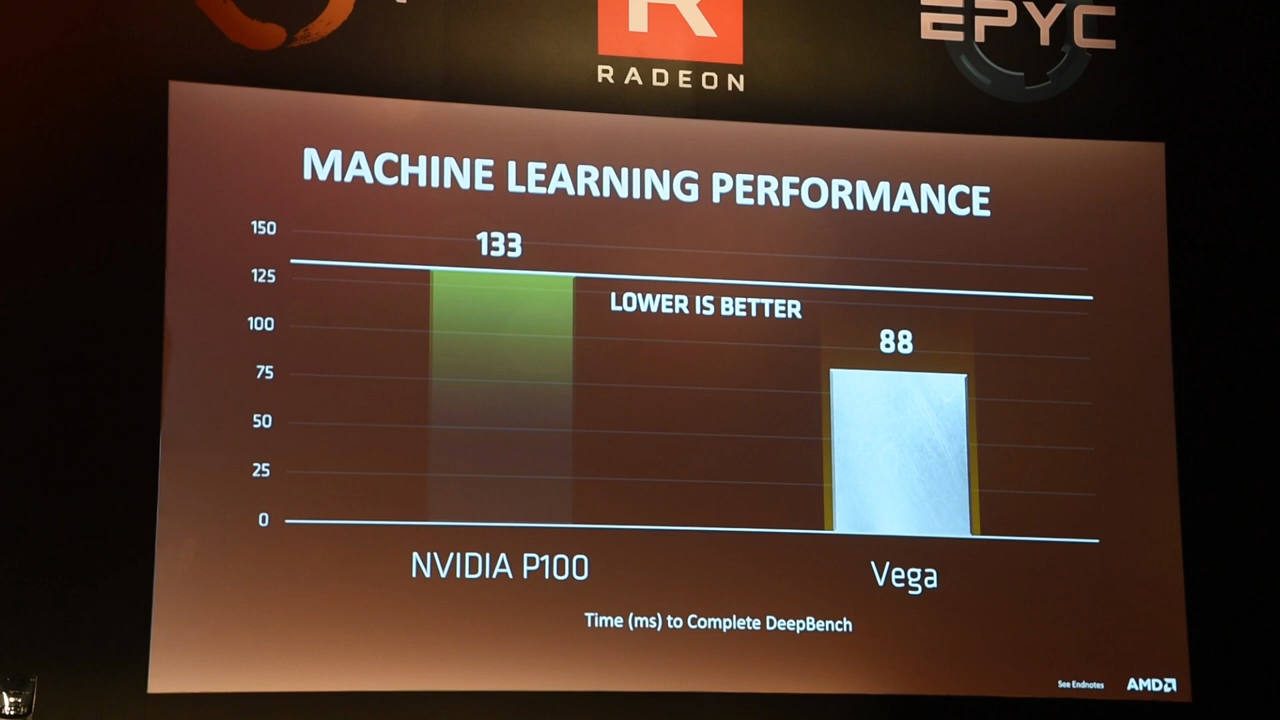 RADEON
EPYC
MACHINE LEARNING PERFORMANCE
150
133
125
LOWER IS BETTER
100
88
75
50
25
0
NVIDIA P100
Vega
Time (ms) to Complete DeepBench
See Endnotes
AMD